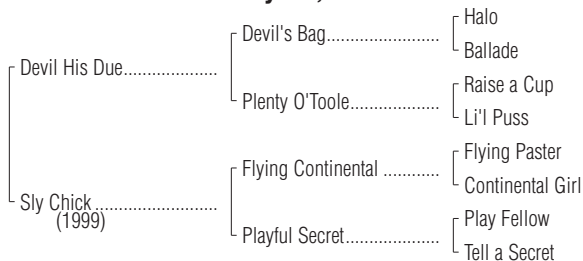 Halo
Devil's Bag............................
Ballade
Devil His Due....................
Raise a Cup
Plenty O'Toole.......................
Li'l Puss
Flying Paster
Flying Continental ............
Continental Girl
Sly Chick..........................
(1999)
Play Fellow
Playful Secret.......................
Tell a Secret